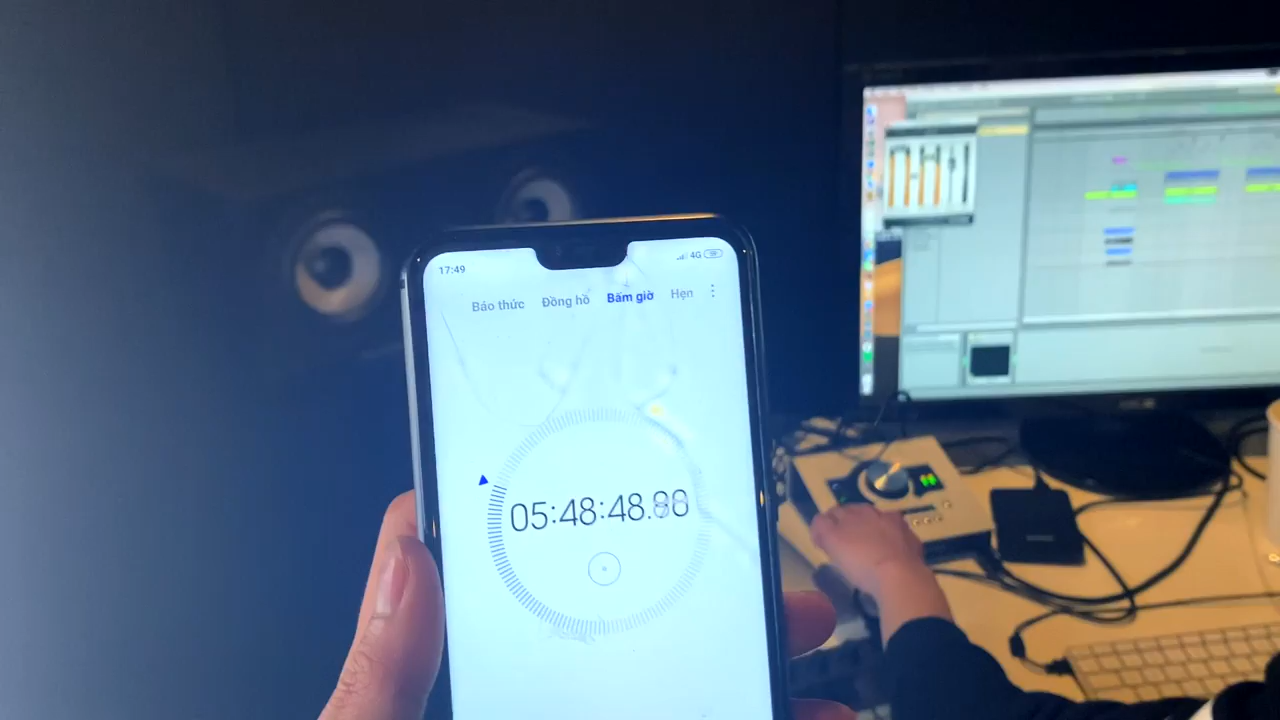 17:49 4G
Báo thức Đồng hồ Bấm giờ Hẹn
05:48:48.88